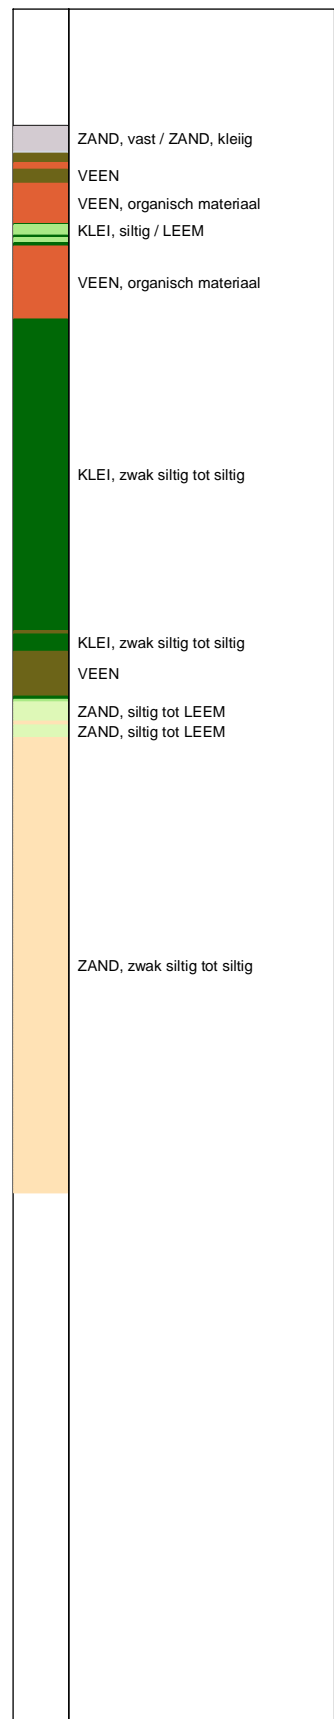 ZAND, vast / ZAND, kleiig
VEEN
VEEN, organisch materiaal
KLEI, siltig / LEEM
VEEN, organisch materiaal
KLEI, zwak siltig tot siltig
KLEI, zwak siltig tot siltig
VEEN
ZAND, siltig tot LEEM
ZAND, siltig tot LEEM
ZAND, zwak siltig tot siltig